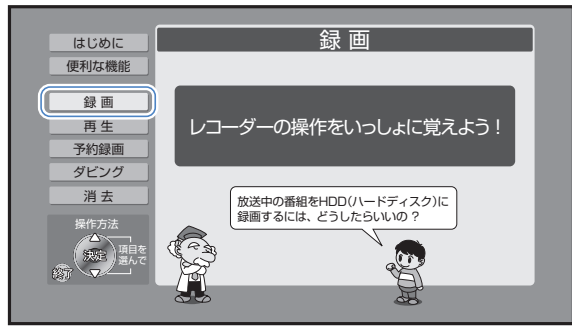 はじめに
便利な機能
録 画
再 生
予約録画
ダビング
消 去
操作方法
決定
項目を
選んで
終了
録 画
レコーダーの操作をいっしょに覚えよう！
放送中の番組をHDD（ハードディスク）に
録画するには、どうしたらいいの？